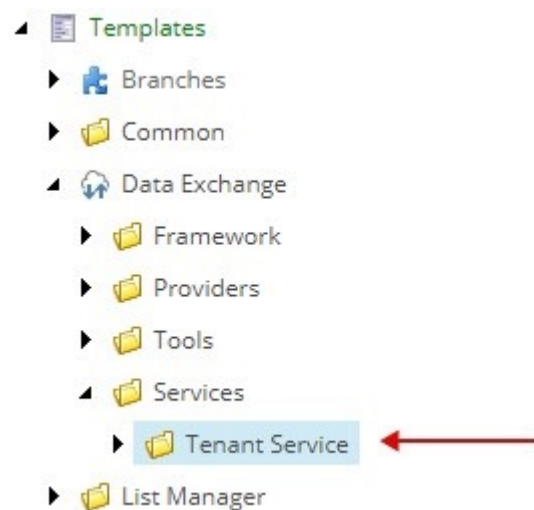 Templates
Branches
Common
Data Exchange
Framework
Providers
Tools
Services
Tenant Service
List Manager